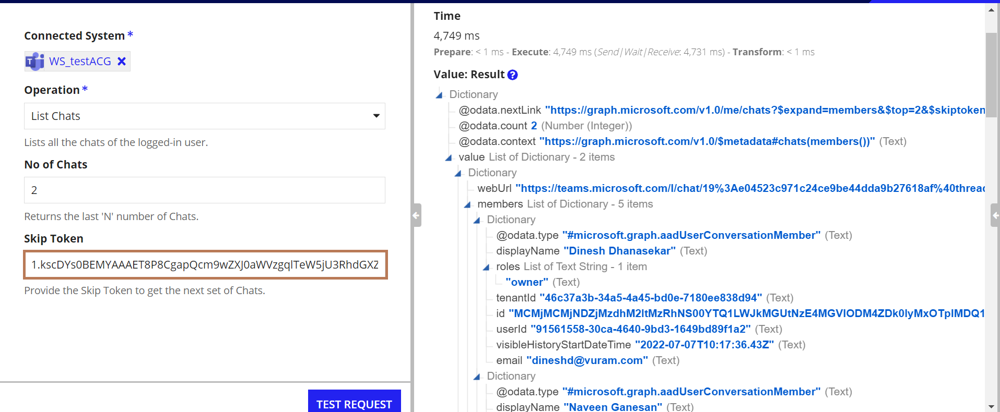 Connected System *
WS_testACG
Operation *
List Chats
Lists all the chats of the logged-in user.
No of Chats
2
Returns the last 'N' number of Chats.
Skip Token
1.kscDYs0BEMYAAAET8P8CgapQcm9wZXJ0aWVzgqlTeW5jU3RhdGXZ
Provide the Skip Token to get the next set of Chats.
TEST REQUEST
Time
4,749 ms
Prepare: < 1 ms - Execute: 4,749 ms (Send|Wait|Receive: 4,731 ms) - Transform: < 1 ms
Value: Result ?
Dictionary
@odata.nextLink "https://graph.microsoft.com/v1.0/me/chats?$expand=members&$top=2&$skiptoken
@odata.count 2 (Number (Integer))
@odata.context "https://graph.microsoft.com/v1.0/$metadata#chats(members())" (Text)
value List of Dictionary - 2 items
Dictionary
webUrl "https://teams.microsoft.com/l/chat/19%3Ae04523c971c24ce9be44dda9b27618af%40threac
members List of Dictionary - 5 items
Dictionary
@odata.type "#microsoft.graph.aadUserConversationMember" (Text)
displayName "Dinesh Dhanasekar" (Text)
roles List of Text String - 1 item
"owner" (Text)
tenantId "46c37a3b-34a5-4a45-bd0e-7180ee838d94" (Text)
id "MCMjMCMjNDZjMzdhM2ItMzRhNS00YTQ1LWJkMGUtNzE4MGVlODM4ZDk0IyMxOTplMDQ1
userId "91561558-30ca-4640-9bd3-1649bd89f1a2" (Text)
visibleHistoryStartDateTime "2022-07-07T10:17:36.43Z" (Text)
email "dineshd@vuram.com" (Text)
Dictionary
@odata.type "#microsoft.graph.aadUserConversationMember" (Text)
displayName "Naveen Ganesan" (Text)